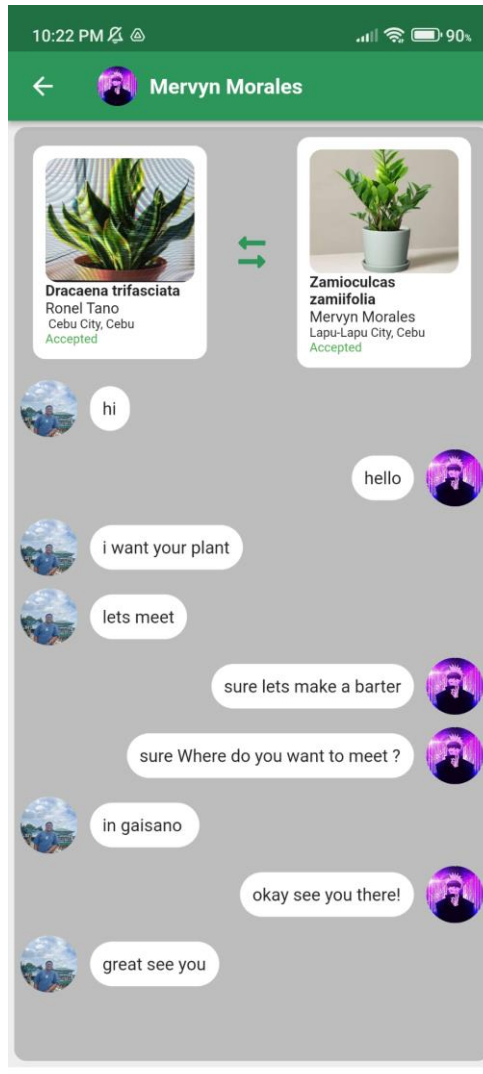 10:22 PM
90%
Mervyn Morales
Dracaena trifasciata
Ronel Tano
Cebu City, Cebu
Accepted
Zamioculcas
zamiifolia
Mervyn Morales
Lapu-Lapu City, Cebu
Accepted
hi
hello
i want your plant
lets meet
sure lets make a barter
sure Where do you want to meet ?
in gaisano
okay see you there!
great see you